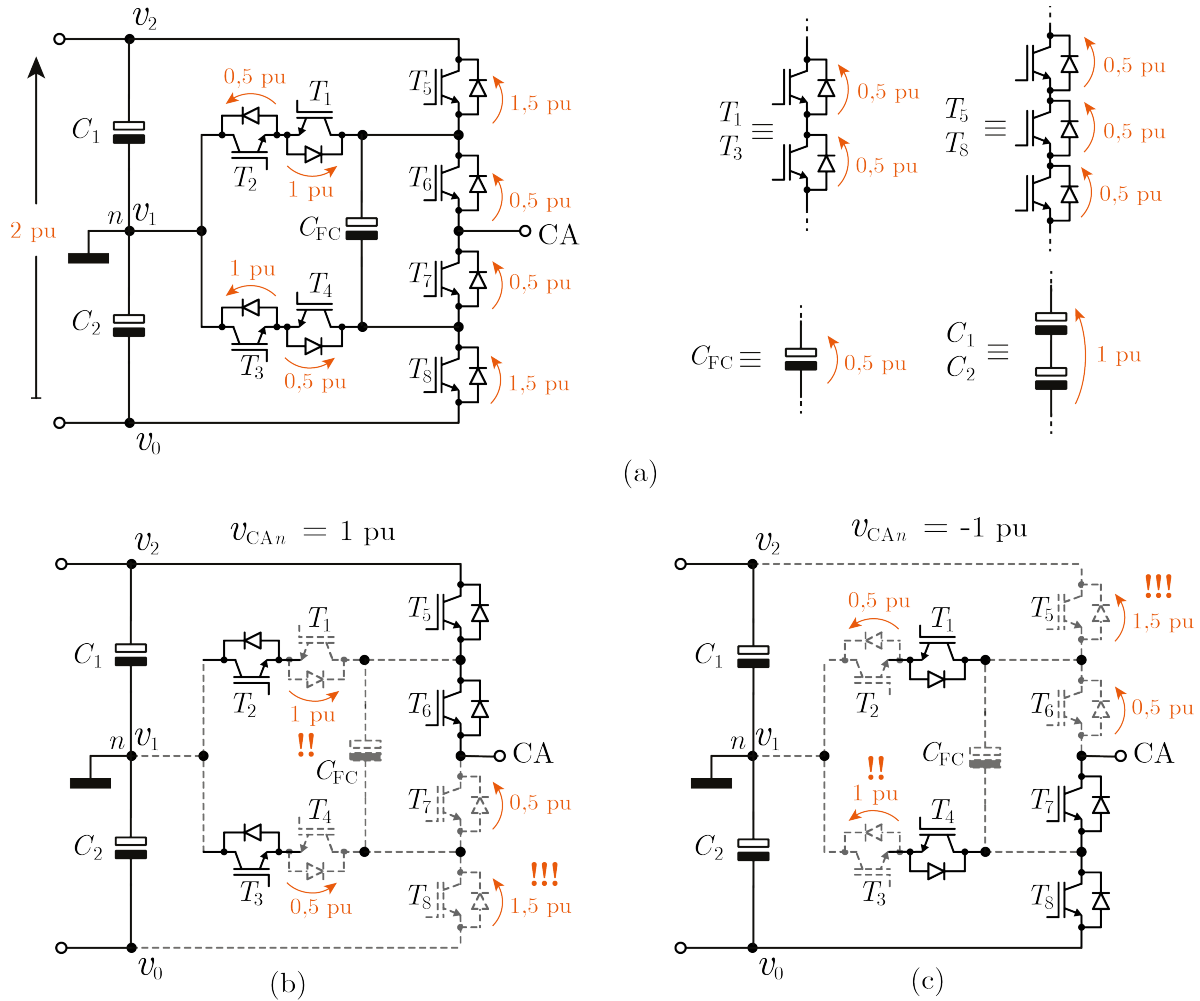 v2
0,5 pu
T1
T5
1,5 pu
C1
T2
1 pu
T6
0,5 pu
2 pu
n
v1
CFC
CA
1 pu
T4
T7
0,5 pu
C2
T3
0,5 pu
T8
1,5 pu
v0
T1
T3
≡
0,5 pu
0,5 pu
T5
T8
≡
0,5 pu
0,5 pu
0,5 pu
CFC ≡
0,5 pu
C1
C2
≡
1 pu
(a)
vCAn = 1 pu
v2
T5
T1
C1
T2
1 pu
!!
T6
n
v1
CFC
CA
T4
T7
0,5 pu
C2
T3
0,5 pu
T8
!!!
1,5 pu
v0
(b)
vCAn = -1 pu
v2
0,5 pu
T1
T5
!!!
1,5 pu
C1
T2
T6
0,5 pu
n
v1
CFC
CA
!!
1 pu
T4
T7
C2
T3
T8
v0
(c)